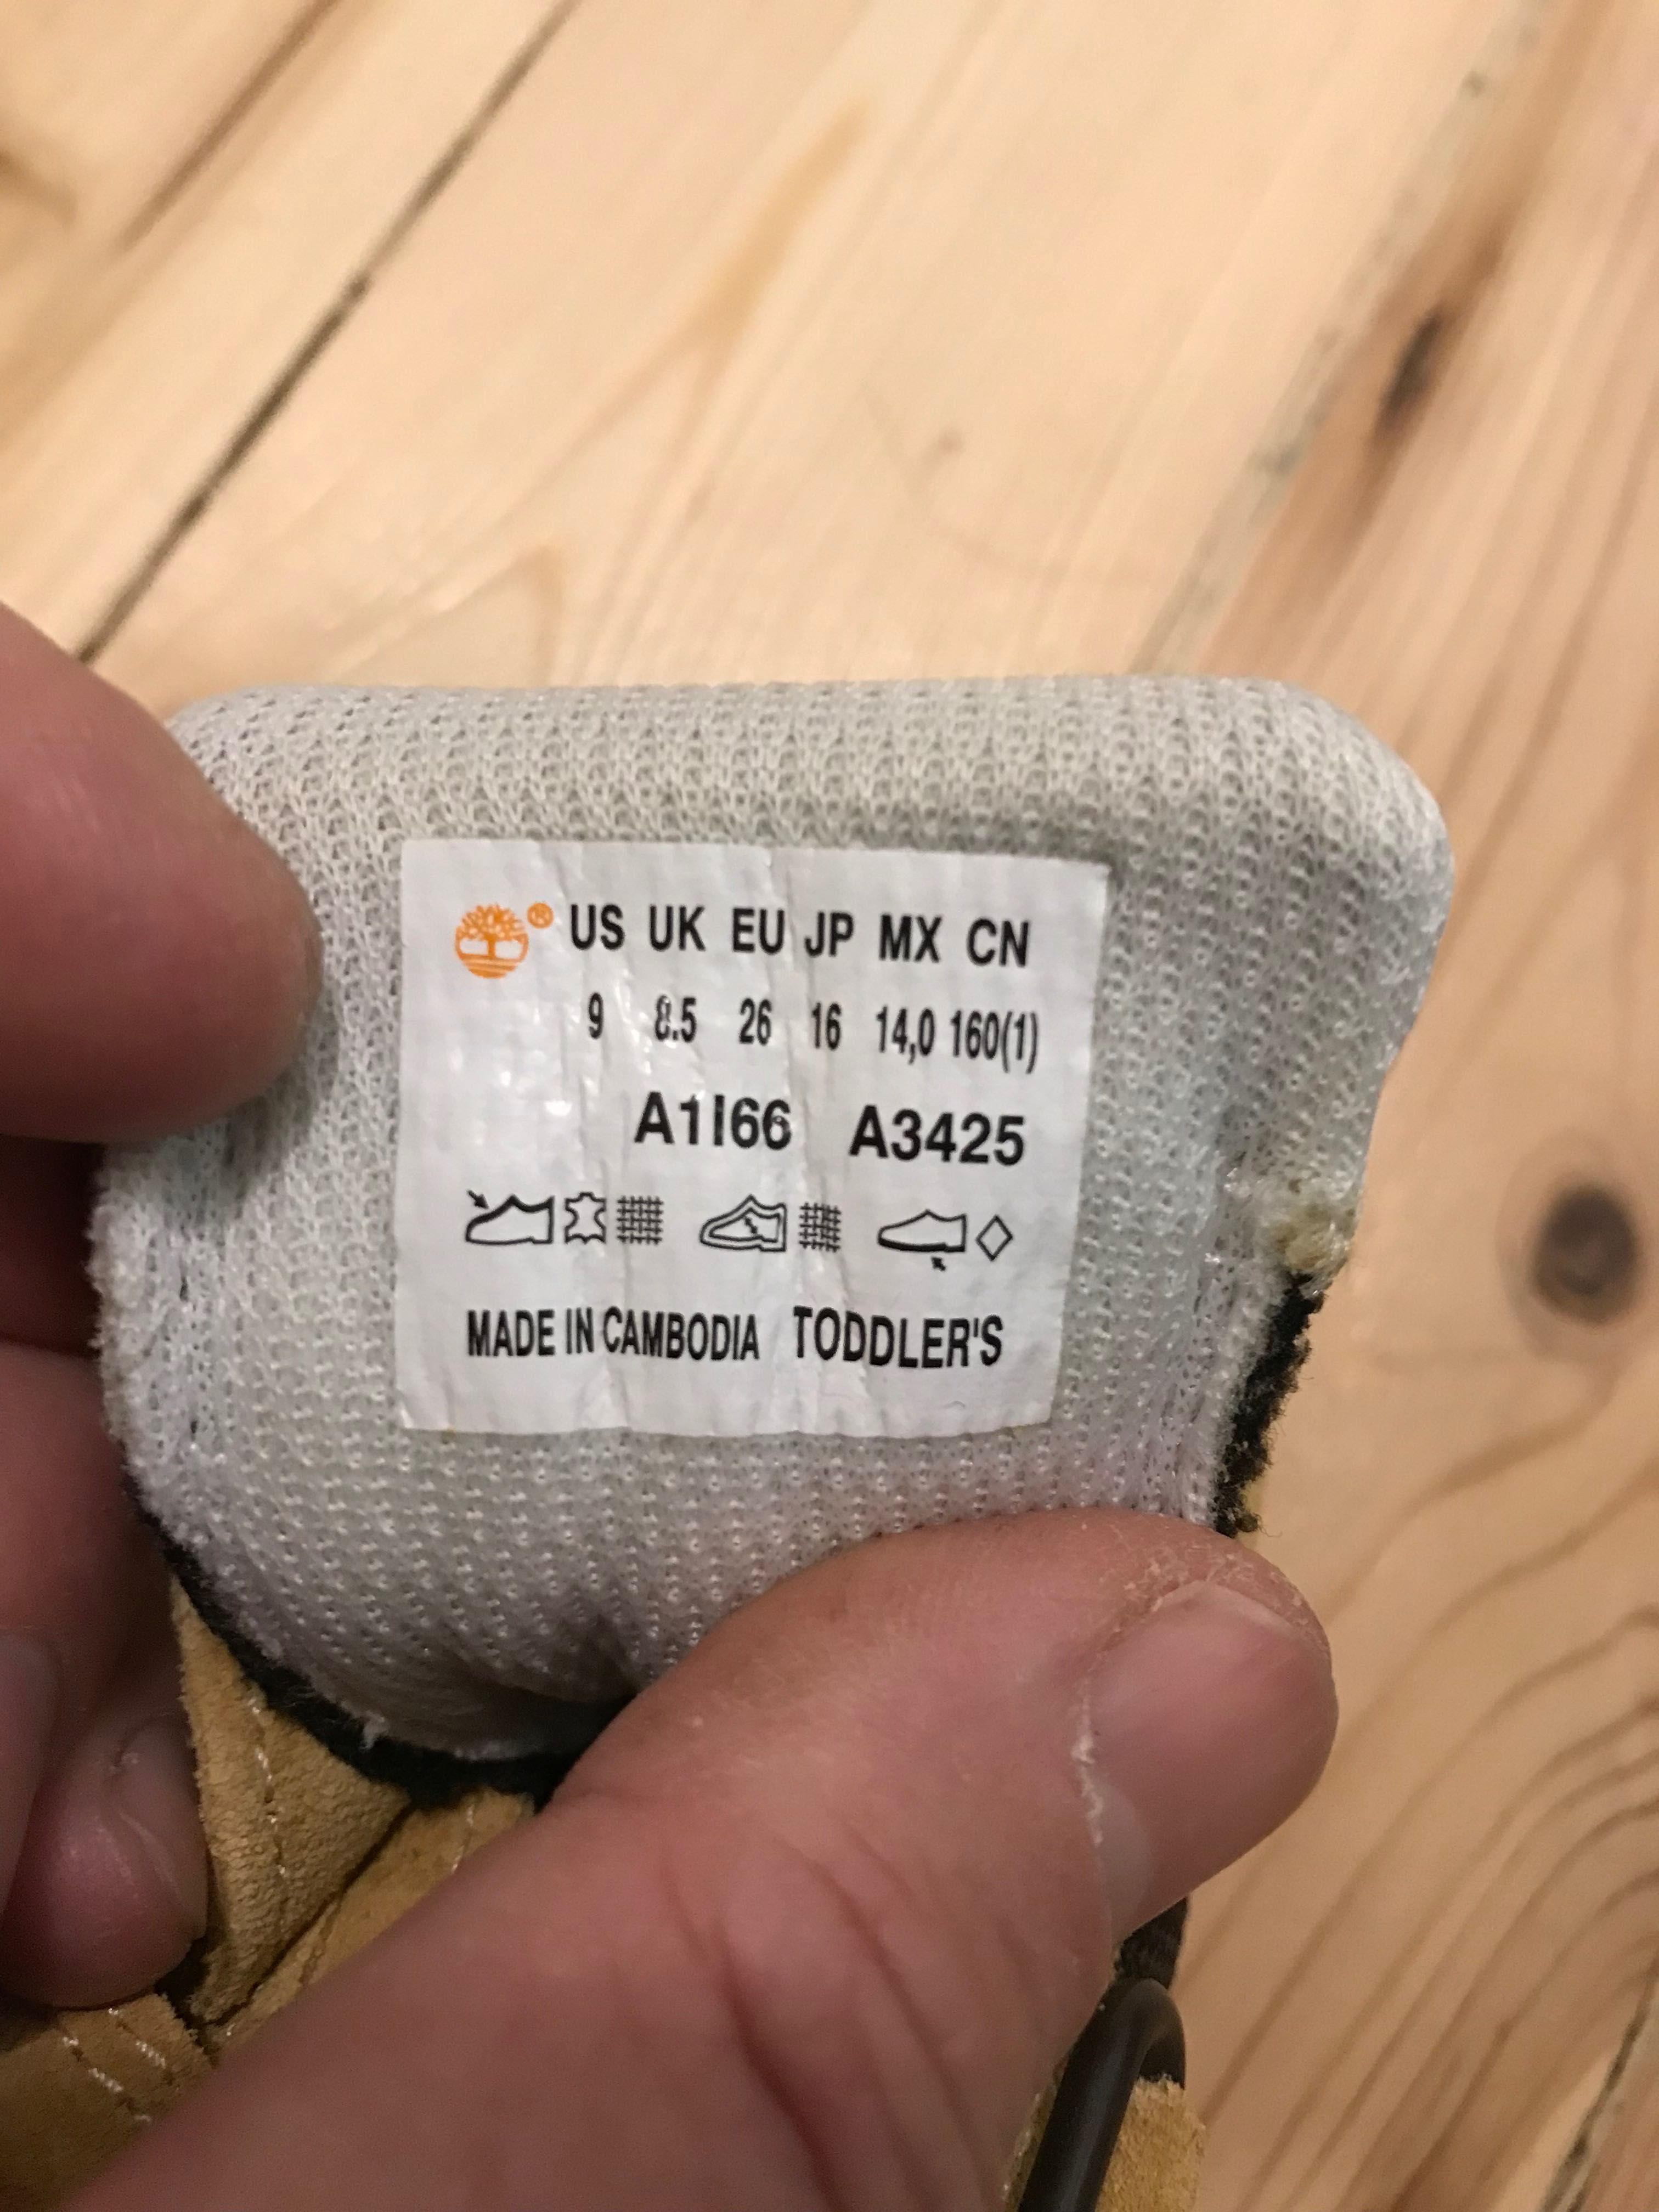 ® US UK EU JP MX CN
9 8.5 26 16 14,0 160(1)
A1I66 A3425
MADE IN CAMBODIA TODDLER'S